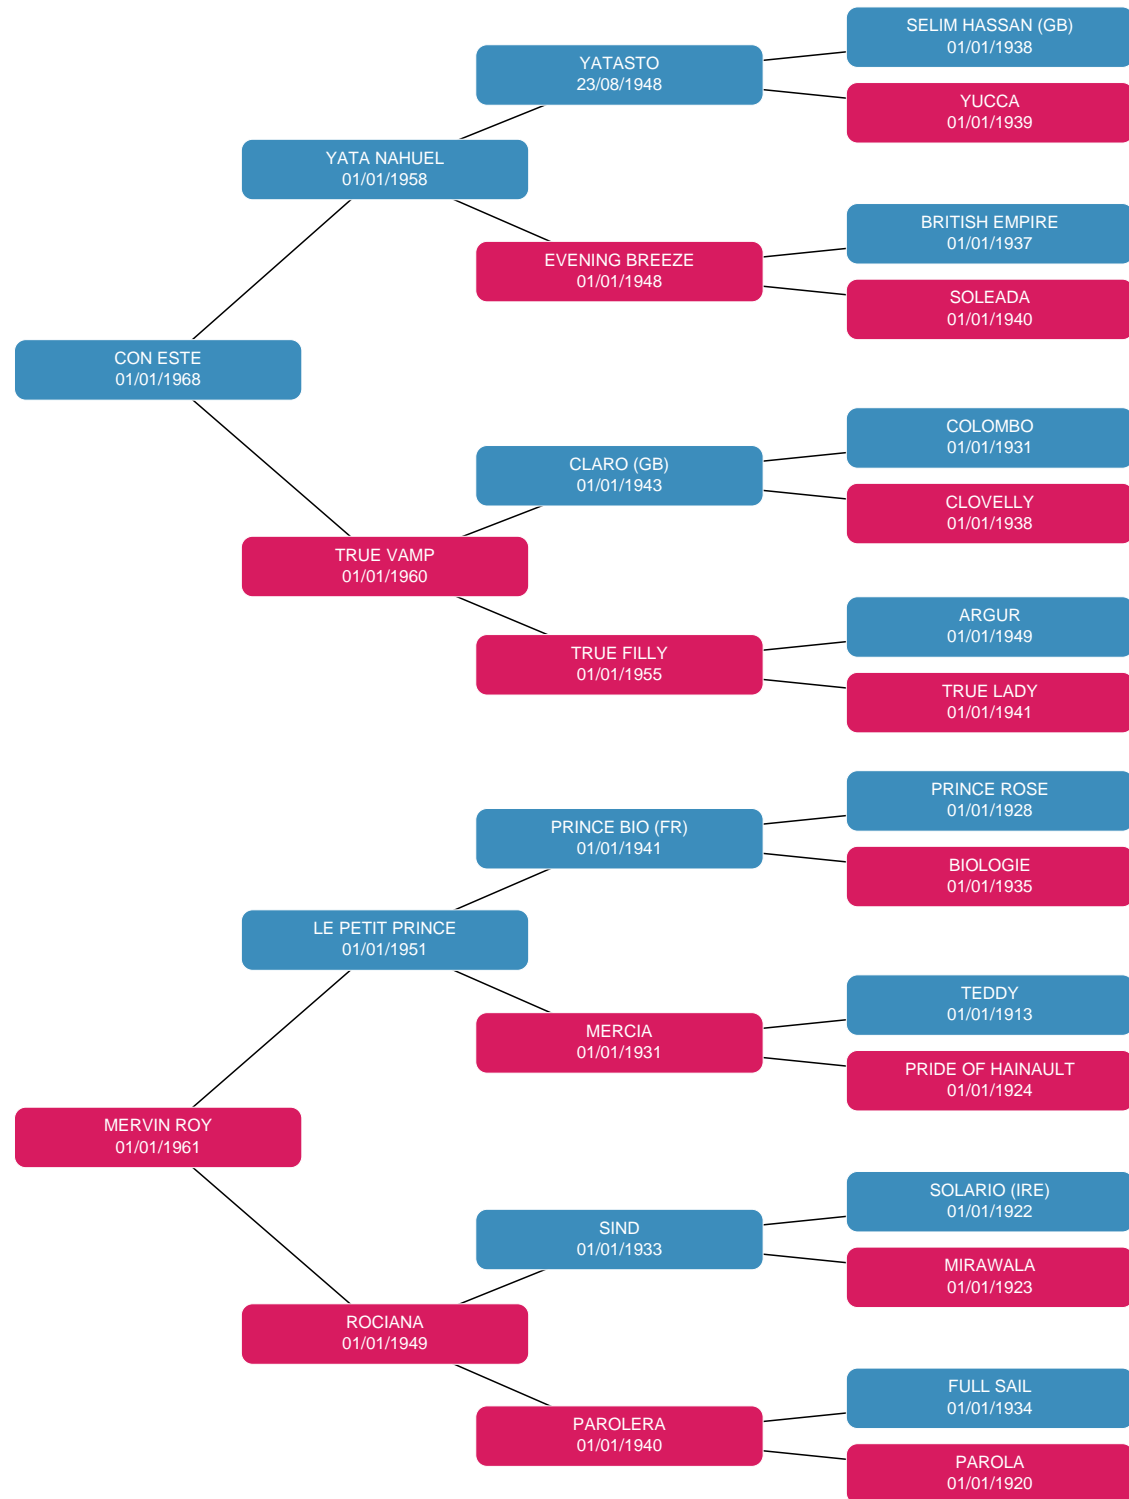 SELIM HASSAN (GB)
01/01/1938
YATASTO
23/08/1948
YUCCA
01/01/1939
YATA NAHUEL
01/01/1958
BRITISH EMPIRE
01/01/1937
EVENING BREEZE
01/01/1948
SOLEADA
01/01/1940
CON ESTE
01/01/1968
COLOMBO
01/01/1931
CLARO (GB)
01/01/1943
CLOVELLY
01/01/1938
TRUE VAMP
01/01/1960
ARGUR
01/01/1949
TRUE FILLY
01/01/1955
TRUE LADY
01/01/1941
PRINCE ROSE
01/01/1928
PRINCE BIO (FR)
01/01/1941
BIOLOGIE
01/01/1935
LE PETIT PRINCE
01/01/1951
TEDDY
01/01/1913
MERCIA
01/01/1931
PRIDE OF HAINAULT
01/01/1924
MERVIN ROY
01/01/1961
SOLARIO (IRE)
01/01/1922
SIND
01/01/1933
MIRAWALA
01/01/1923
ROCIANA
01/01/1949
FULL SAIL
01/01/1934
PAROLERA
01/01/1940
PAROLA
01/01/1920